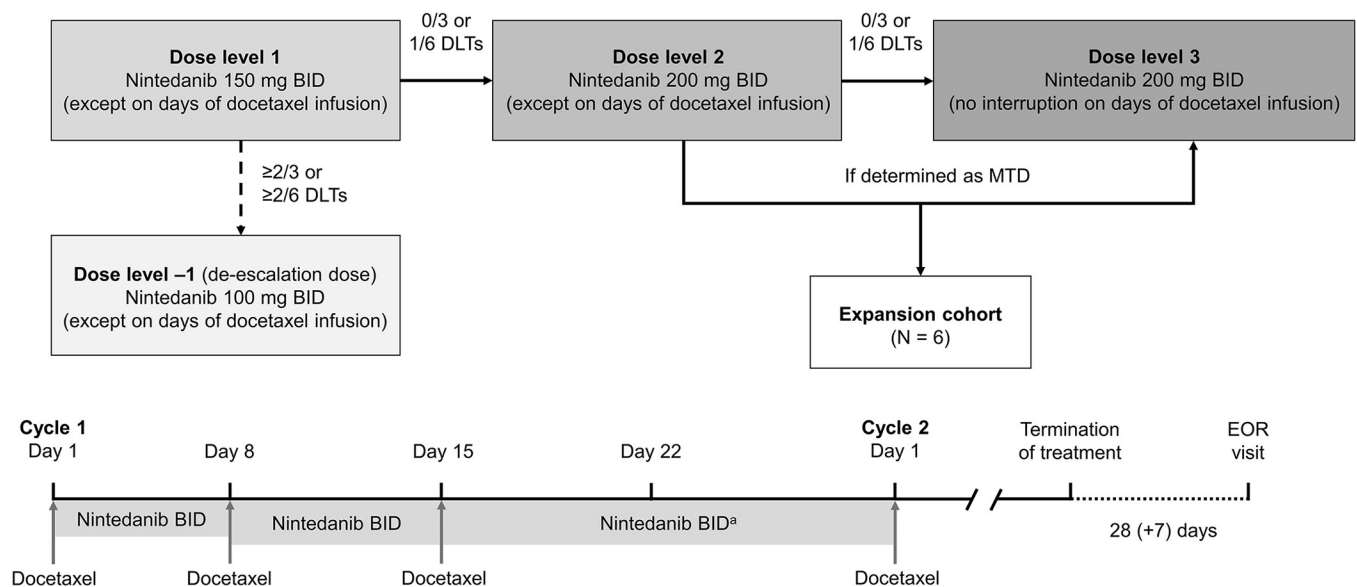 Dose level 1
Nintedanib 150 mg BID
(except on days of docetaxel infusion)
0/3 or
1/6 DLTs
Dose level 2
Nintedanib 200 mg BID
(except on days of docetaxel infusion)
0/3 or
1/6 DLTs
Dose level 3
Nintedanib 200 mg BID
(no interruption on days of docetaxel infusion)
≥2/3 or
≥2/6 DLTs
If determined as MTD
Dose level –1 (de-escalation dose)
Nintedanib 100 mg BID
(except on days of docetaxel infusion)
Expansion cohort
(N = 6)
Cycle 1
Day 1
Day 8
Day 15
Day 22
Cycle 2
Day 1
Termination
of treatment
EOR
visit
Nintedanib BID
Nintedanib BID
Nintedanib BIDᵃ
28 (+7) days
Docetaxel
Docetaxel
Docetaxel
Docetaxel